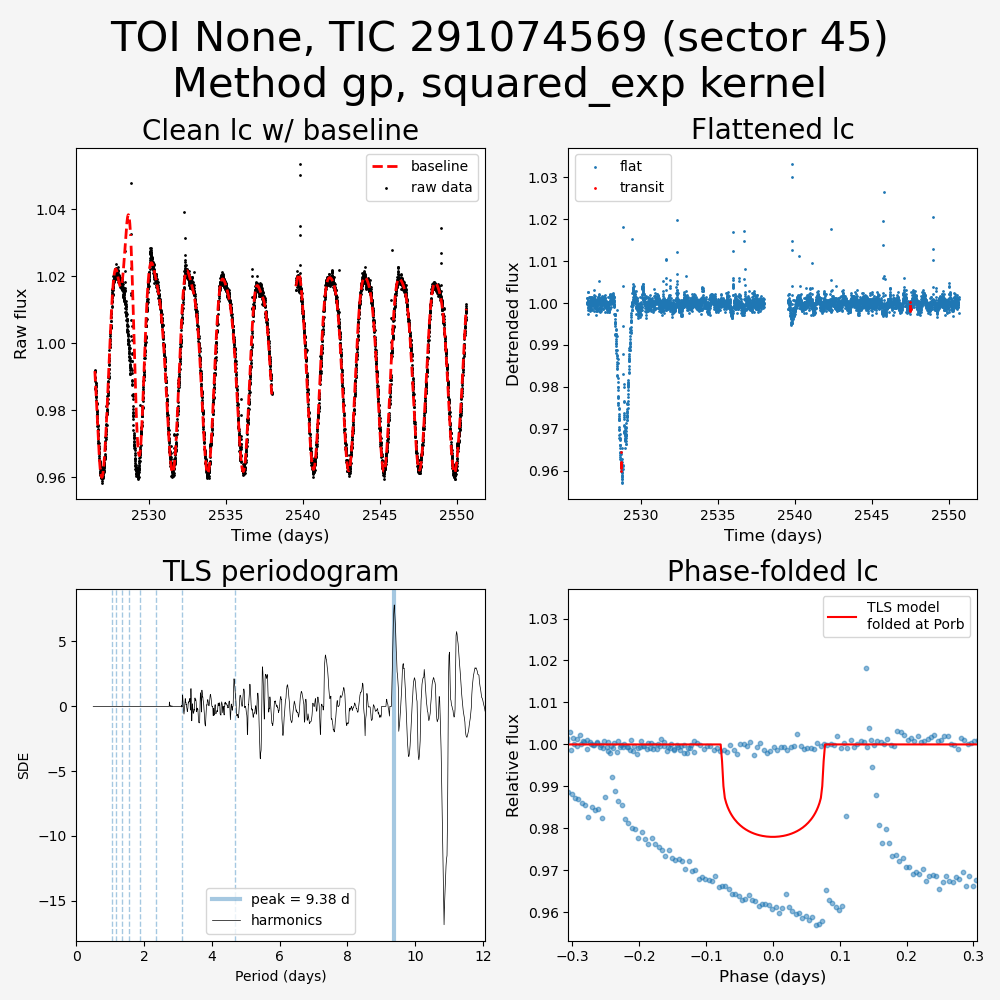 TOI None, TIC 291074569 (sector 45)
Method gp, squared_exp kernel
Clean lc w/ baseline
baseline
raw data
Raw flux
1.04
1.02
1.00
0.98
0.96
2530
2535
2540
2545
2550
Time (days)
Flattened lc
flat
transit
Detrended flux
1.03
1.02
1.01
1.00
0.99
0.98
0.97
0.96
2530
2535
2540
2545
2550
Time (days)
TLS periodogram
SDE
5
0
−5
−10
−15
peak = 9.38 d
harmonics
0
2
4
6
8
10
12
Period (days)
Phase-folded lc
TLS model
folded at Porb
Relative flux
1.03
1.02
1.01
1.00
0.99
0.98
0.97
0.96
−0.3
−0.2
−0.1
0.0
0.1
0.2
0.3
Phase (days)